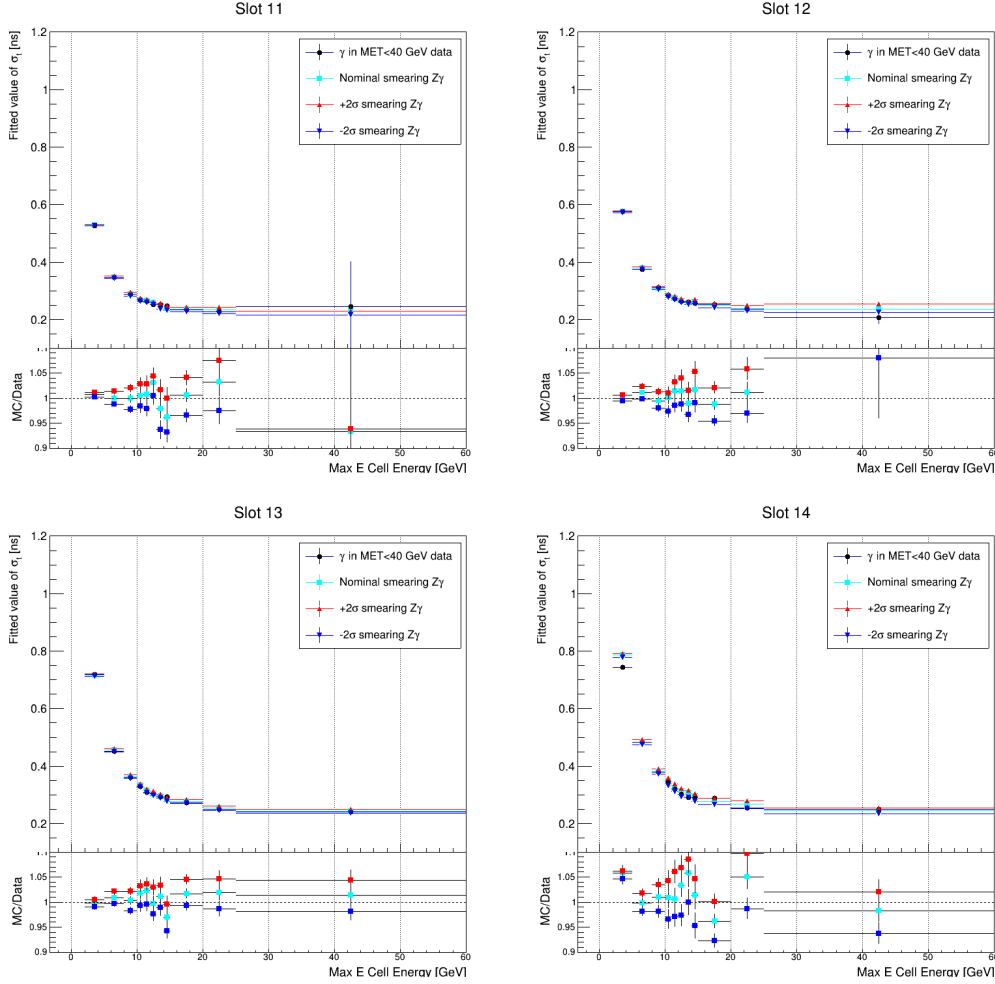 Slot 11
Fitted value of σt [ns]
1.2
1
0.8
0.6
0.4
0.2
γ in MET<40 GeV data
Nominal smearing Zγ
+2σ smearing Zγ
-2σ smearing Zγ
MC/Data
1.1
1.05
1
0.95
0.9
0 10 20 30 40 50 60
Max E Cell Energy [GeV]
Slot 12
Fitted value of σt [ns]
1.2
1
0.8
0.6
0.4
0.2
γ in MET<40 GeV data
Nominal smearing Zγ
+2σ smearing Zγ
-2σ smearing Zγ
MC/Data
1.1
1.05
1
0.95
0.9
0 10 20 30 40 50 60
Max E Cell Energy [GeV]
Slot 13
Fitted value of σt [ns]
1.2
1
0.8
0.6
0.4
0.2
γ in MET<40 GeV data
Nominal smearing Zγ
+2σ smearing Zγ
-2σ smearing Zγ
MC/Data
1.1
1.05
1
0.95
0.9
0 10 20 30 40 50 60
Max E Cell Energy [GeV]
Slot 14
Fitted value of σt [ns]
1.2
1
0.8
0.6
0.4
0.2
γ in MET<40 GeV data
Nominal smearing Zγ
+2σ smearing Zγ
-2σ smearing Zγ
MC/Data
1.1
1.05
1
0.95
0.9
0 10 20 30 40 50 60
Max E Cell Energy [GeV]